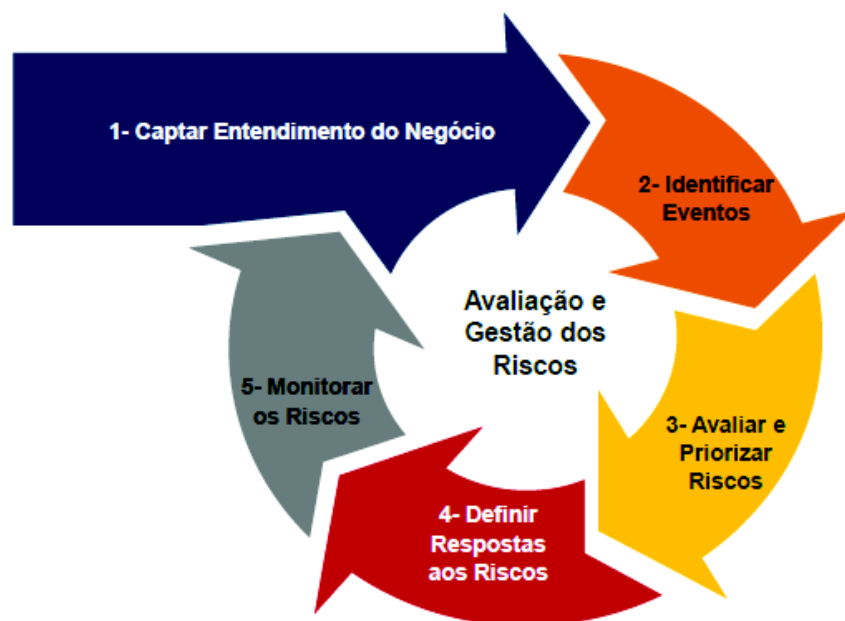 1- Captar Entendimento do Negócio
2- Identificar
Eventos
Avaliação e
Gestão dos
Riscos
3- Avaliar e
Priorizar
Riscos
4- Definir
Respostas
aos Riscos
5- Monitorar
os Riscos